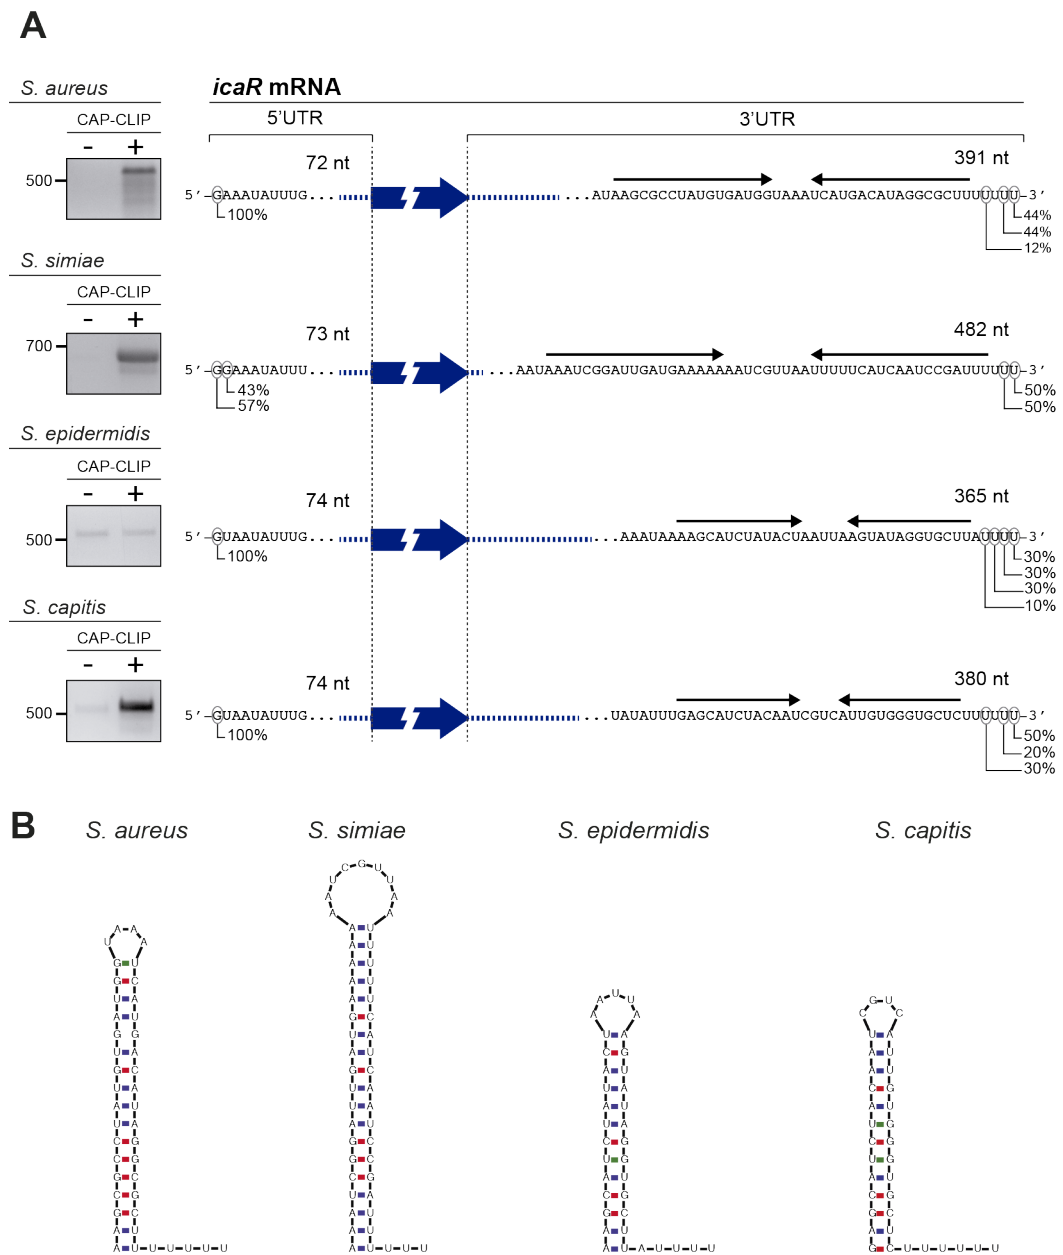 A
S. aureus
CAP-CLIP
- +
500
icaR mRNA
5'UTR
3'UTR
72 nt
391 nt
5'-GAAAUAUUUG...
...AUAAGCGCCUAUGUGAUGGUAAAUCAUGACAUAGGCGCUUUUUUU-3'
100%
44%
44%
12%
S. simiae
CAP-CLIP
- +
700
73 nt
482 nt
5'-GGAAAUAUUU...
...AAUAAAUCGGAUUGAUGAAAAAAAUCGUUAAUUUUUCAUCAAUCCGAUUUUUU-3'
43%
57%
50%
50%
S. epidermidis
CAP-CLIP
- +
500
74 nt
365 nt
5'-GUAAUAUUUG...
...AAAUAAAAGCAUCUAUACUAAUUAAGUAUAGGUGCUUAUUUU-3'
100%
30%
30%
30%
10%
S. capitis
CAP-CLIP
- +
500
74 nt
380 nt
5'-GUAAUAUUUG...
...UAUAUUUGAGCAUCUACAAUCGUCAUUGUGGGUGCUCUUUUUU-3'
100%
50%
20%
30%
B
S. aureus
S. simiae
S. epidermidis
S. capitis